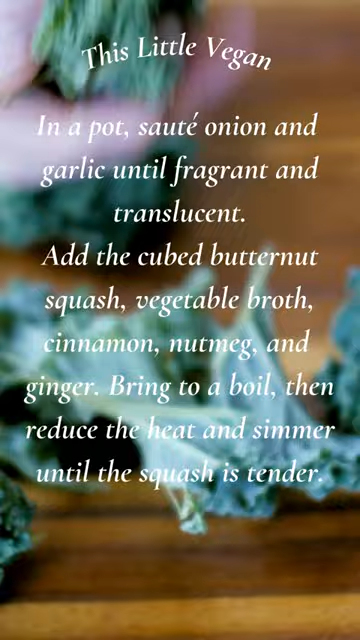 This Little Vegan
In a pot, sauté onion and
garlic until fragrant and
translucent.
Add the cubed butternut
squash, vegetable broth,
cinnamon, nutmeg, and
ginger. Bring to a boil, then
reduce the heat and simmer
until the squash is tender.